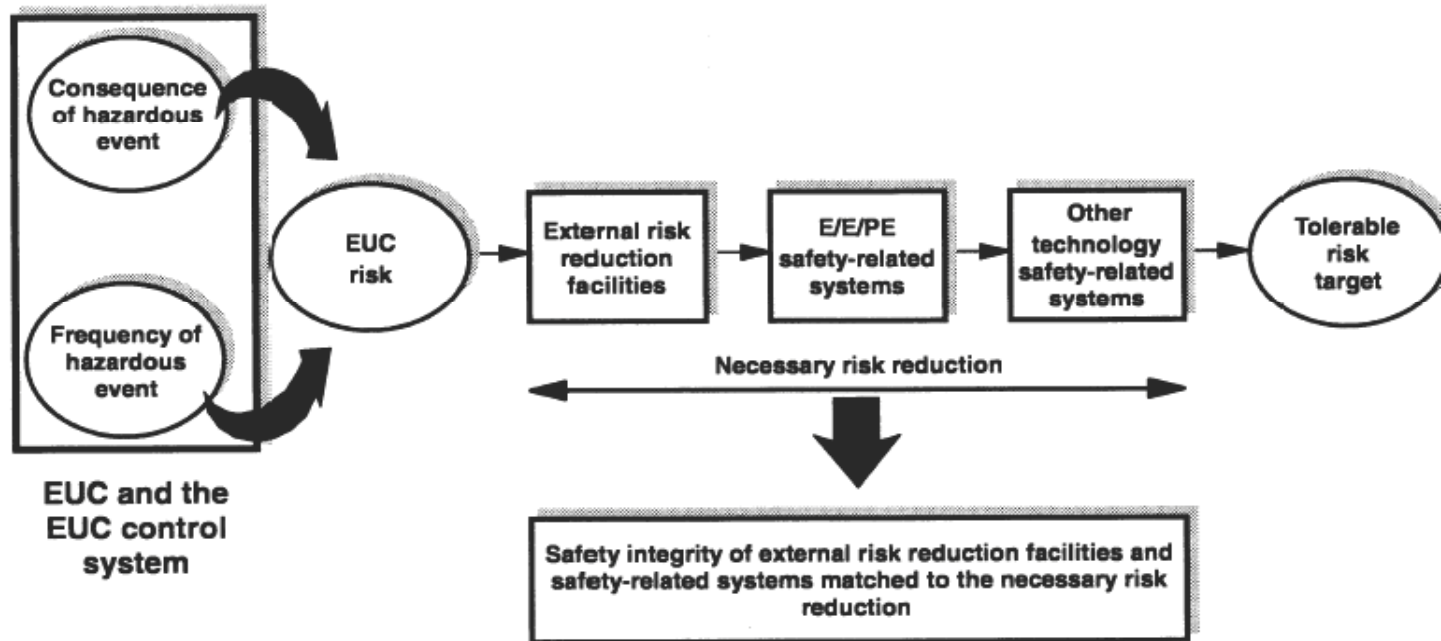 Consequence
of hazardous
event
Frequency of
hazardous
event
EUC and the
EUC control
system
EUC
risk
External risk
reduction
facilities
E/E/PE
safety-related
systems
Other
technology
safety-related
systems
Tolerable
risk
target
Necessary risk reduction
Safety integrity of external risk reduction facilities and
safety-related systems matched to the necessary risk
reduction